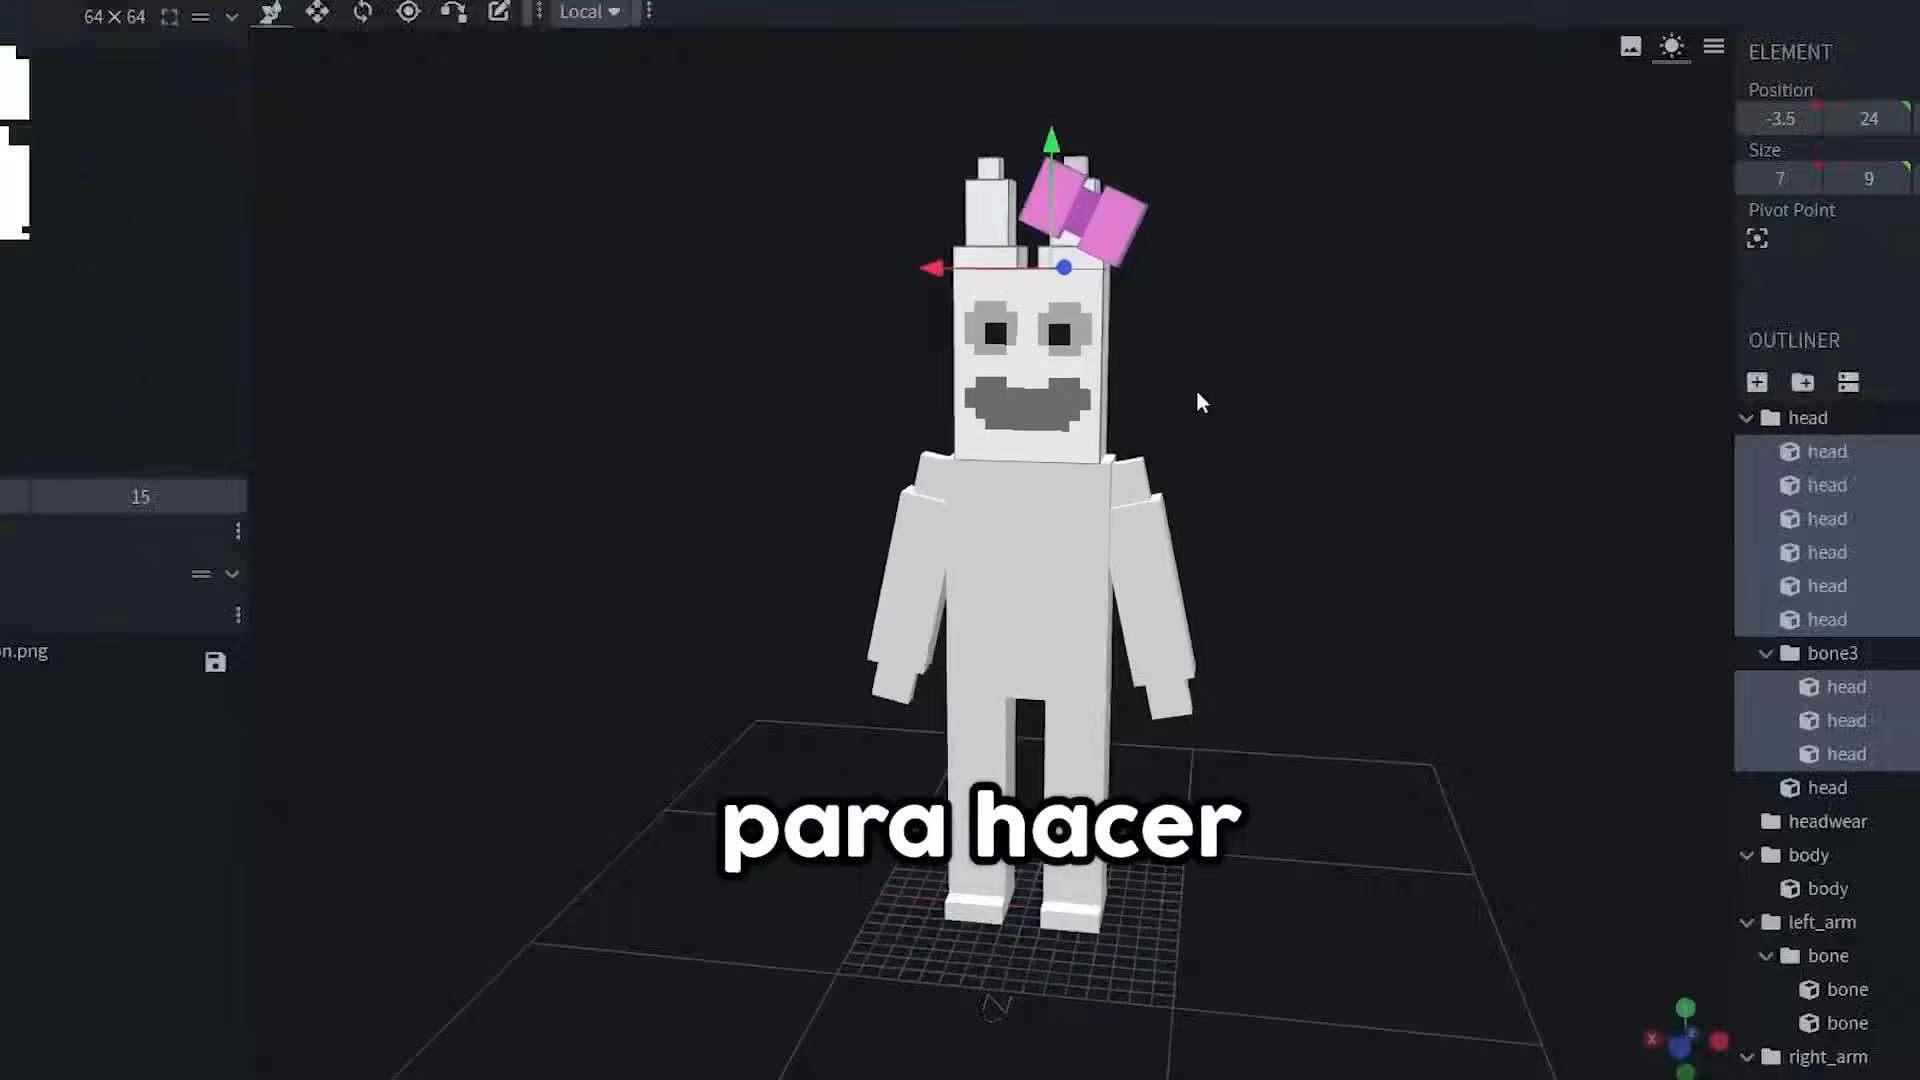 64×64
Local
ELEMENT
Position
-3.5 24
Size
7 9
Pivot Point
OUTLINER
head
head
head
head
head
head
head
bone3
head
head
head
head
headwear
body
body
left_arm
bone
bone
bone
right_arm
15
n.png
para hacer
N
X